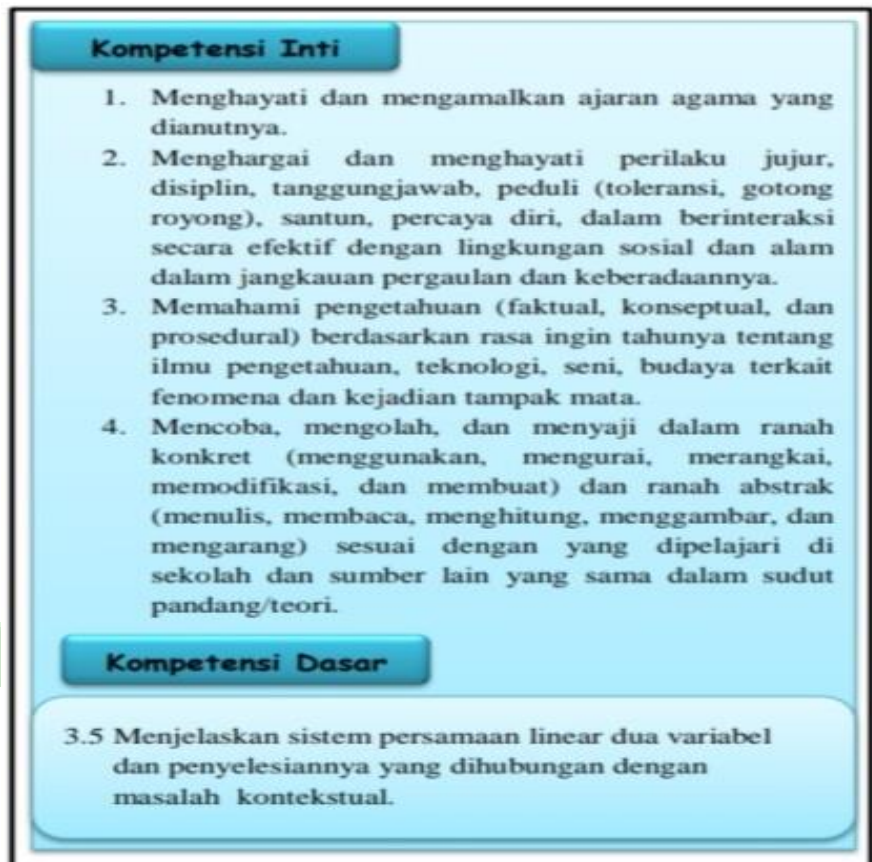 Kompetensi Inti
1. Menghayati dan mengamalkan ajaran agama yang
dianutnya.
2. Menghargai dan menghayati perilaku jujur,
disiplin, tanggungjawab, peduli (toleransi, gotong
royong), santun, percaya diri, dalam berinteraksi
secara efektif dengan lingkungan sosial dan alam
dalam jangkauan pergaulan dan keberadaannya.
3. Memahami pengetahuan (faktual, konseptual, dan
prosedural) berdasarkan rasa ingin tahunya tentang
ilmu pengetahuan, teknologi, seni, budaya terkait
fenomena dan kejadian tampak mata.
4. Mencoba, mengolah, dan menyaji dalam ranah
konkret (menggunakan, mengurai, merangkai,
memodifikasi, dan membuat) dan ranah abstrak
(menulis, membaca, menghitung, menggambar, dan
mengarang) sesuai dengan yang dipelajari di
sekolah dan sumber lain yang sama dalam sudut
pandang/teori.
Kompetensi Dasar
3.5 Menjelaskan sistem persamaan linear dua variabel
dan penyelesiannya yang dihubungan dengan
masalah kontekstual.